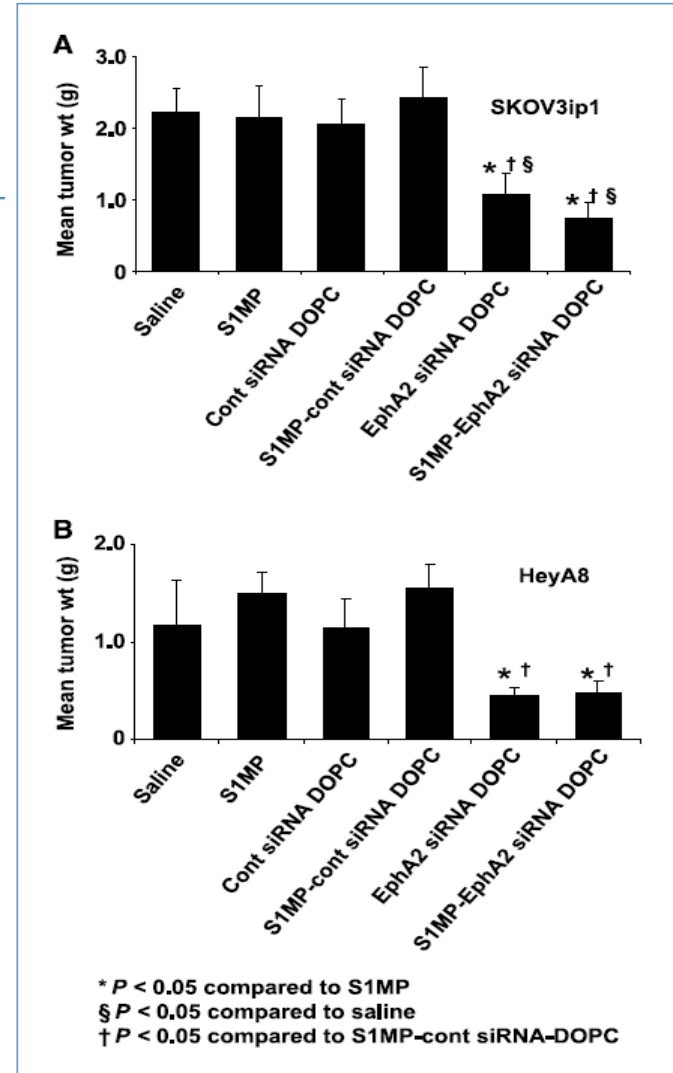 A
3.0
2.0
1.0
0
Mean tumor wt (g)
SKOV3ip1
* † §
* † §
Saline
S1MP
Cont siRNA DOPC
S1MP-cont siRNA DOPC
EphA2 siRNA DOPC
S1MP-EphA2 siRNA DOPC
B
2.0
1.0
0
Mean tumor wt (g)
HeyA8
* †
* †
Saline
S1MP
Cont siRNA DOPC
S1MP-cont siRNA DOPC
EphA2 siRNA DOPC
S1MP-EphA2 siRNA DOPC
* P < 0.05 compared to S1MP
§ P < 0.05 compared to saline
† P < 0.05 compared to S1MP-cont siRNA-DOPC